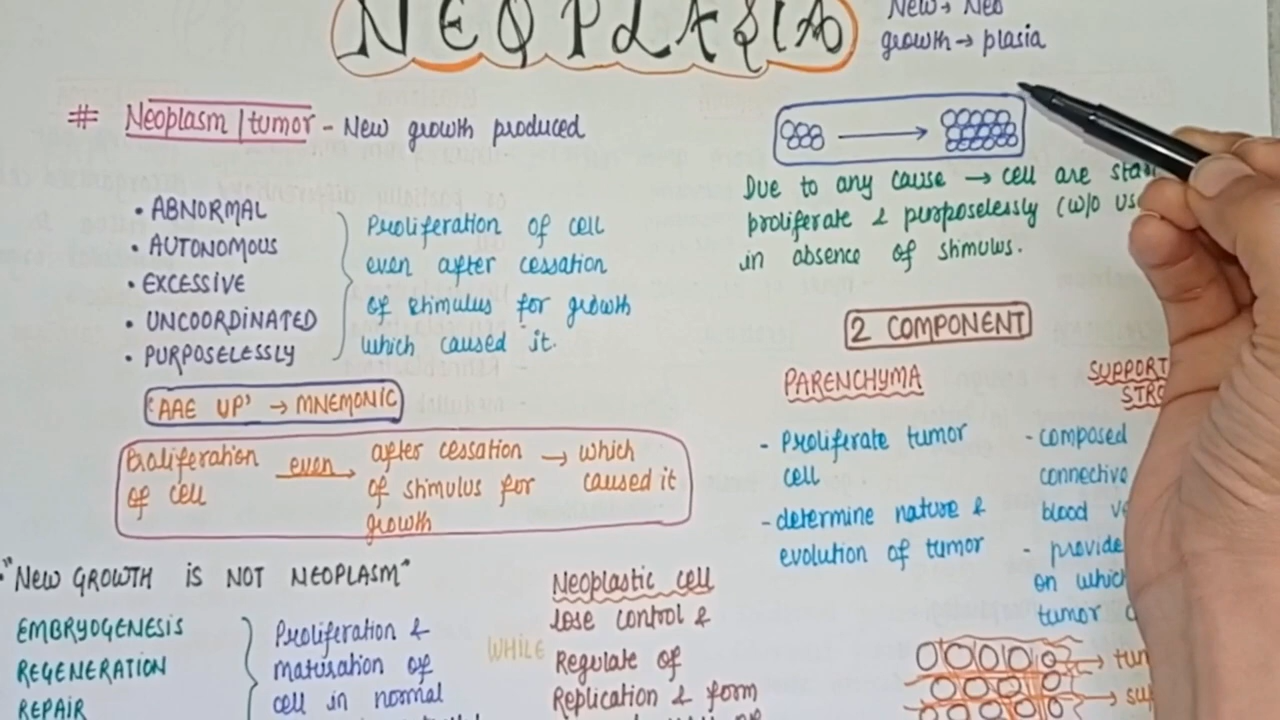 NEOPLASIA
New → Neo
growth → plasia
# Neoplasm / tumor - New growth produced
• ABNORMAL
• AUTONOMOUS
• EXCESSIVE
• UNCOORDINATED
• PURPOSELESSLY
Proliferation of cell
even after cessation
of stimulus for growth
which caused it.
'AAE UP' → MNEMONIC
Proliferation even → after cessation → which
of cell of stimulus for caused it
growth
Due to any cause → cell are
proliferate & purposelessly (w/o
in absence of stimulus.
2 COMPONENT
PARENCHYMA
- Proliferate tumor
cell
- determine nature &
evolution of tumor
SUPPORT
- composed
connective
blood
- provide
on which
tumor
"NEW GROWTH IS NOT NEOPLASM"
EMBRYOGENESIS
REGENERATION
REPAIR
Proliferation &
maturation of
cell in normal
WHILE
Neoplastic cell
lose control &
Regulate of
Replication & form